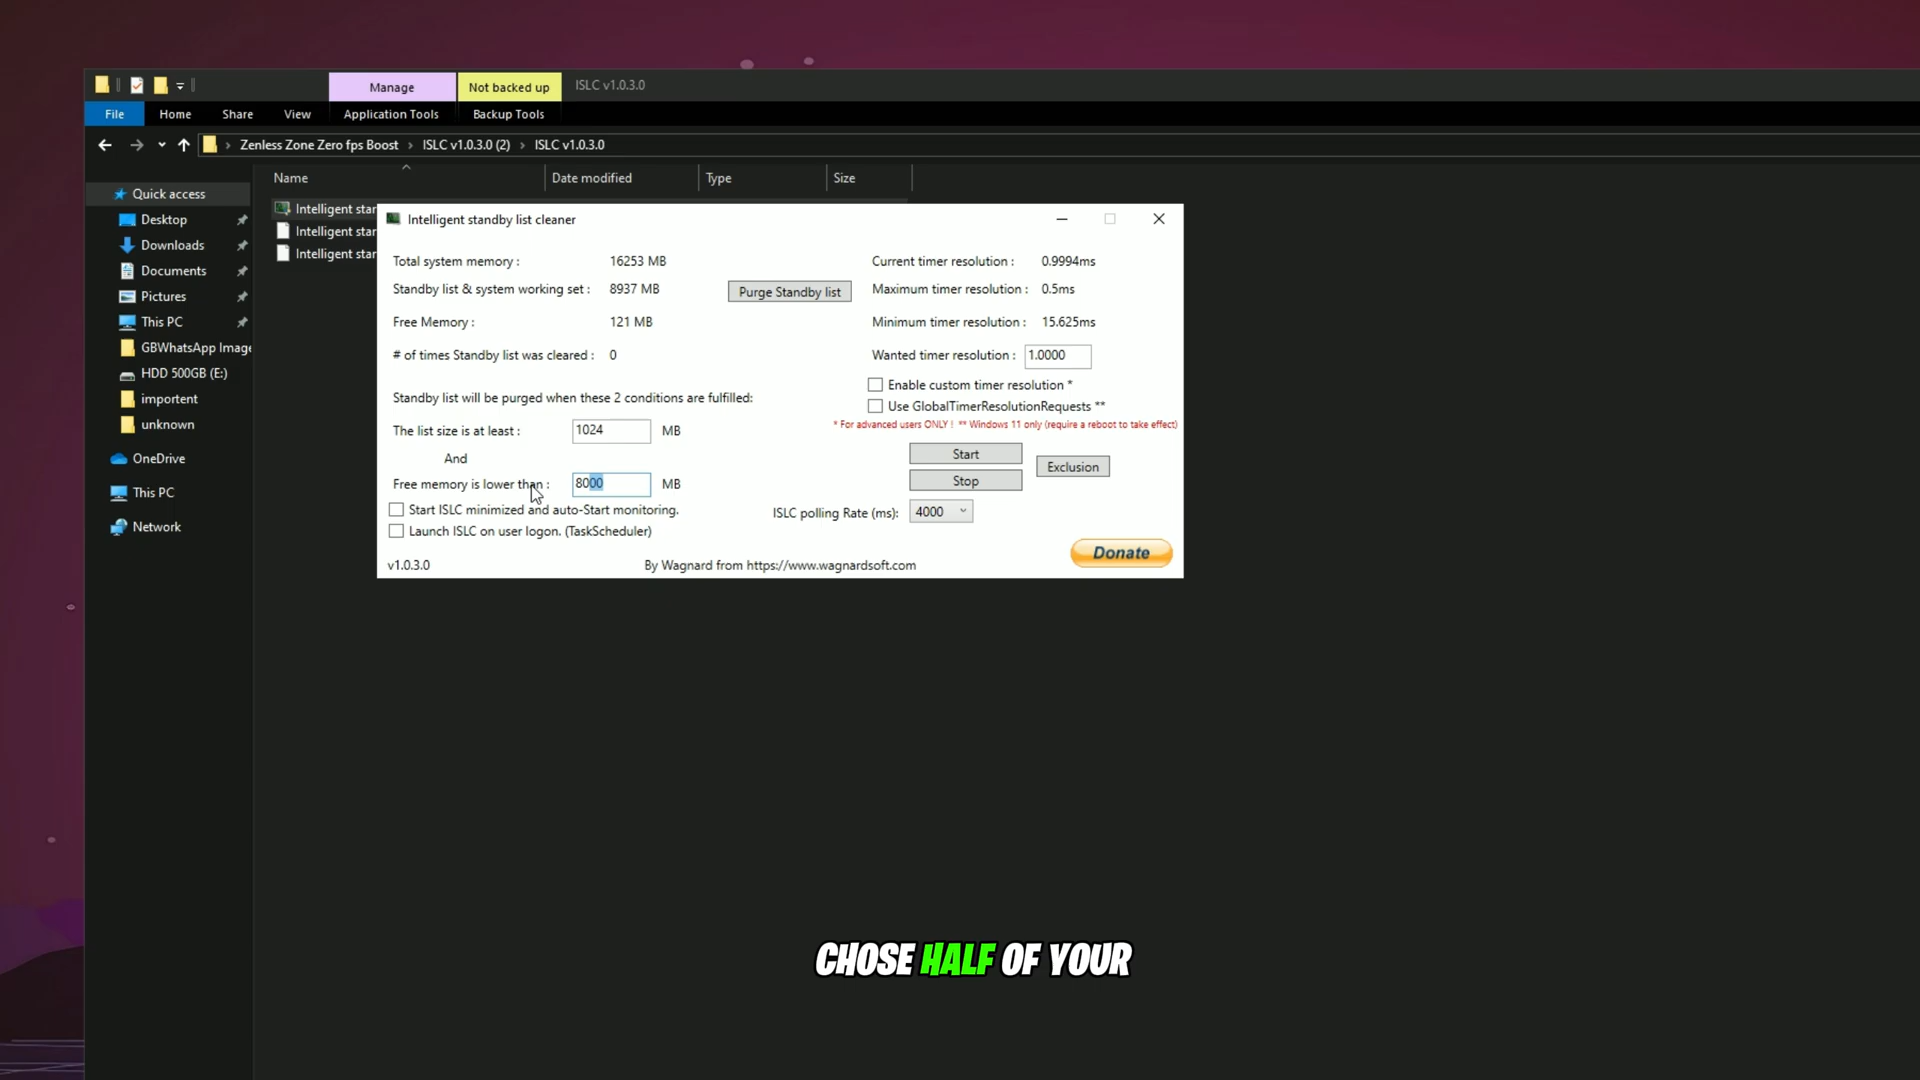 Manage
Not backed up
ISLC v1.0.3.0
File
Home
Share
View
Application Tools
Backup Tools
Zenless Zone Zero fps Boost › ISLC v1.0.3.0 (2) › ISLC v1.0.3.0
Name
Date modified
Type
Size
Quick access
Desktop
Downloads
Documents
Pictures
This PC
GBWhatsApp Image
HDD 500GB (E:)
importent
unknown
OneDrive
This PC
Network
Intelligent star
Intelligent star
Intelligent star
Intelligent standby list cleaner
Total system memory : 16253 MB
Standby list & system working set : 8937 MB
Free Memory : 121 MB
# of times Standby list was cleared : 0
Purge Standby list
Standby list will be purged when these 2 conditions are fulfilled:
The list size is at least : 1024 MB
And
Free memory is lower than : 8000 MB
Start ISLC minimized and auto-Start monitoring.
Launch ISLC on user logon. (TaskScheduler)
Current timer resolution : 0.9994ms
Maximum timer resolution : 0.5ms
Minimum timer resolution : 15.625ms
Wanted timer resolution : 1.0000
Enable custom timer resolution *
Use GlobalTimerResolutionRequests **
* For advanced users ONLY ! ** Windows 11 only (require a reboot to take effect)
Start
Stop
Exclusion
ISLC polling Rate (ms): 4000
Donate
v1.0.3.0
By Wagnard from https://www.wagnardsoft.com
CHOSE HALF OF YOUR